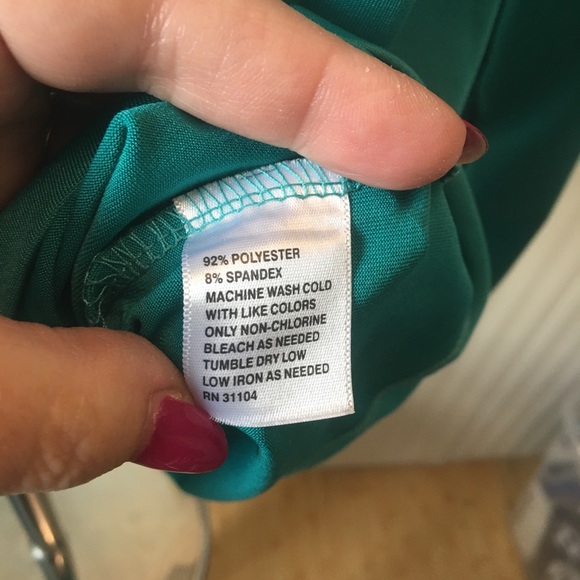 92% POLYESTER
8% SPANDEX
MACHINE WASH COLD
WITH LIKE COLORS
ONLY NON-CHLORINE
BLEACH AS NEEDED
TUMBLE DRY LOW
LOW IRON AS NEEDED
RN 31104